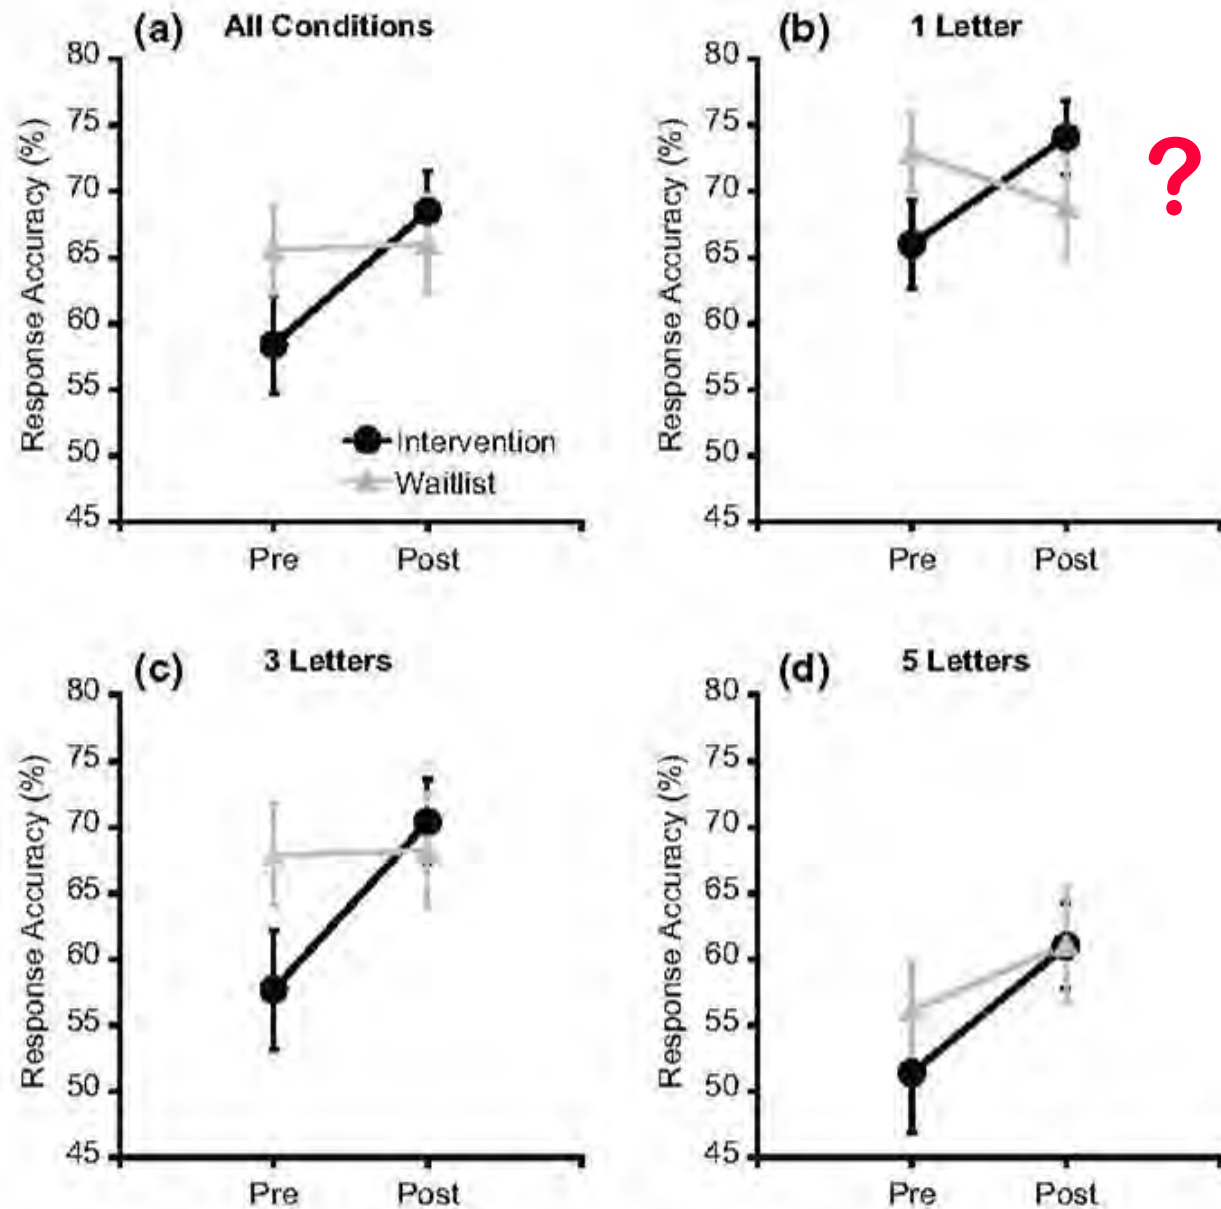 (a) All Conditions
80
75
70
65
60
55
50
45
Response Accuracy (%)
Intervention
Waitlist
Pre Post
(b) 1 Letter
80
75
70
65
60
55
50
45
Response Accuracy (%)
?
Pre Post
(c) 3 Letters
80
75
70
65
60
55
50
45
Response Accuracy (%)
Pre Post
(d) 5 Letters
80
75
70
65
60
55
50
45
Response Accuracy (%)
Pre Post